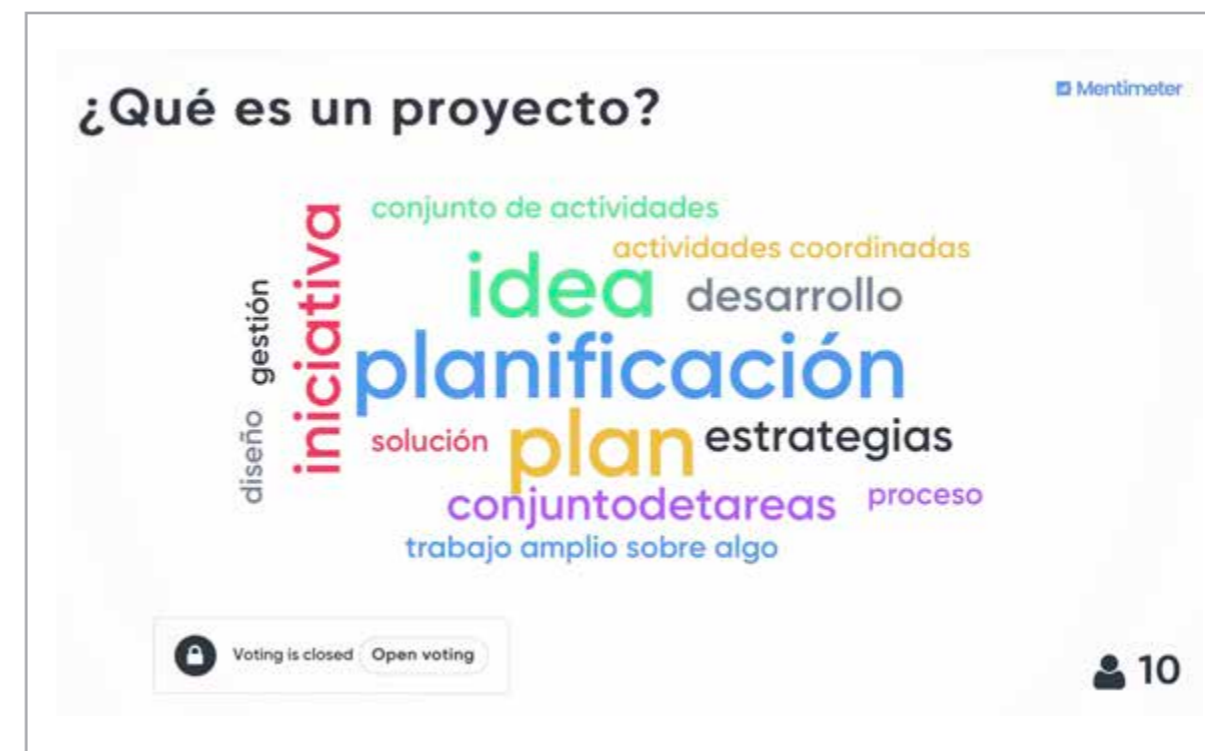 ¿Qué es un proyecto?
Mentimeter
conjunto de actividades
actividades coordinadas
idea
desarrollo
gestión
iniciativa
planificación
diseño
solución
plan
estrategias
conjuntodetareas
proceso
trabajo amplio sobre algo
Voting is closed Open voting
10